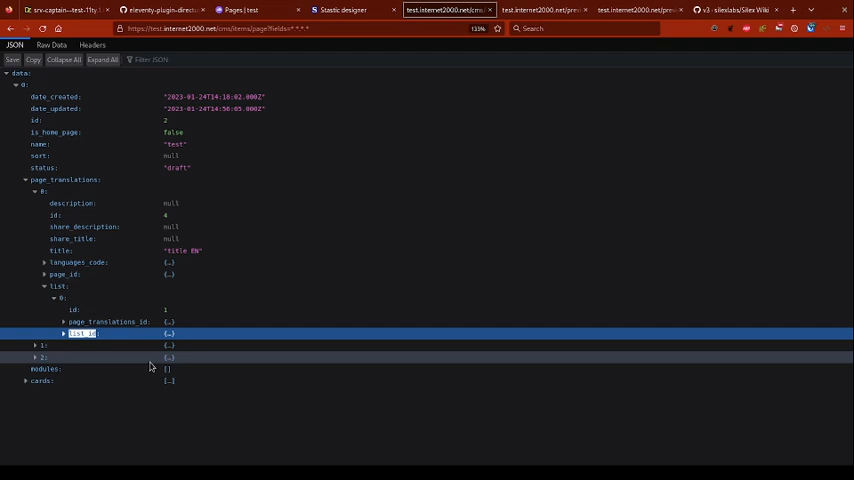 srv-captain--test-11ty.
eleventy-plugin-direct
Pages | test
Stastic designer
test.internet2000.net/cms
test.internet2000.net/prev
test.internet2000.net/prev
v3 · silexlabs/Silex Wiki
https://test.internet2000.net/cms/items/page?fields=*.*.*.*
133%
Search
JSON
Raw Data
Headers
Save
Copy
Collapse All
Expand All
Filter JSON
data:
0:
date_created: "2023-01-24T14:18:02.000Z"
date_updated: "2023-01-24T14:56:05.000Z"
id: 2
is_home_page: false
name: "test"
sort: null
status: "draft"
page_translations:
0:
description: null
id: 4
share_description: null
share_title: null
title: "title EN"
languages_code: {…}
page_id: {…}
list:
0:
id: 1
page_translations_id: {…}
list_id: {…}
1: {…}
2: {…}
modules: []
cards: […]